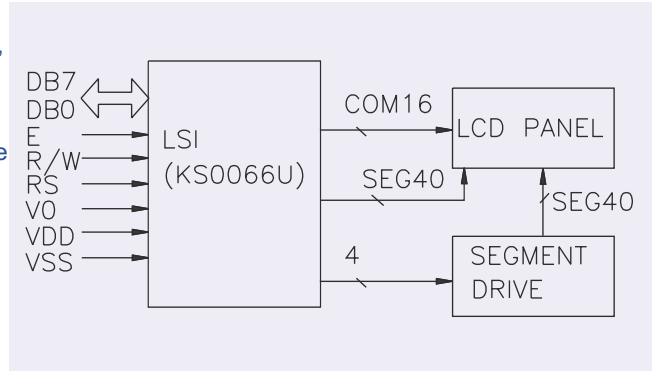 DB7
DB0
E
R/W
RS
V0
VDD
VSS
LSI
(KS0066U)
COM16
SEG40
4
LCD PANEL
SEG40
SEGMENT
DRIVE
,
e